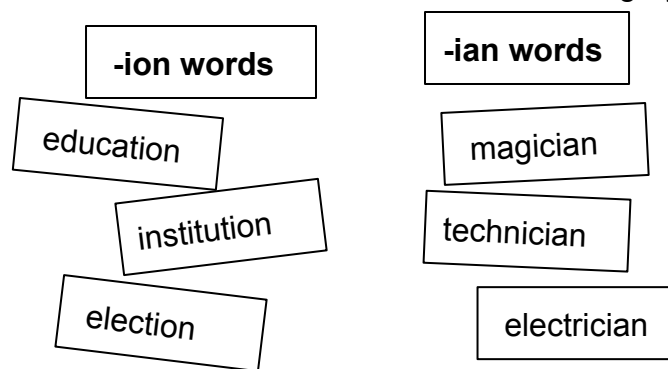 -ion words
education
institution
election
-ian words
magician
technician
electrician